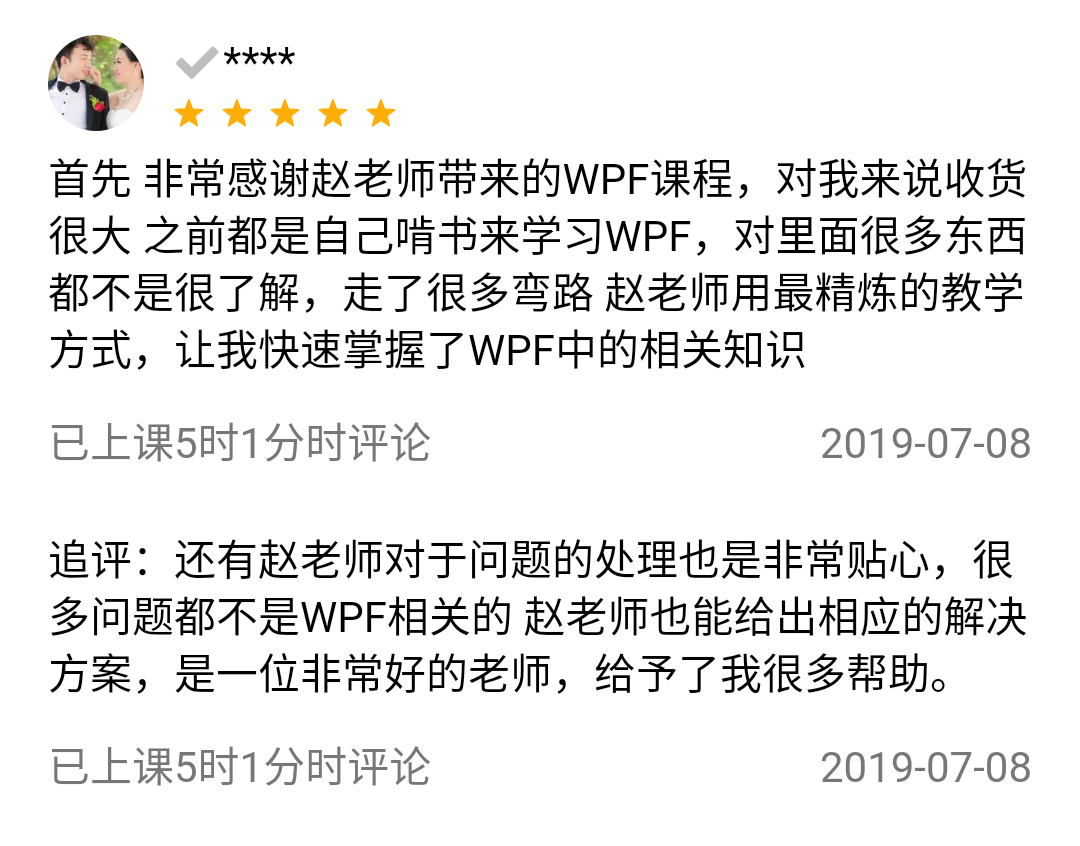 ✔****
首先 非常感谢赵老师带来的WPF课程，对我来说收货
很大 之前都是自己啃书来学习WPF，对里面很多东西
都不是很了解，走了很多弯路 赵老师用最精炼的教学
方式，让我快速掌握了WPF中的相关知识
已上课5时1分时评论 2019-07-08
追评：还有赵老师对于问题的处理也是非常贴心，很
多问题都不是WPF相关的 赵老师也能给出相应的解决
方案，是一位非常好的老师，给予了我很多帮助。
已上课5时1分时评论 2019-07-08